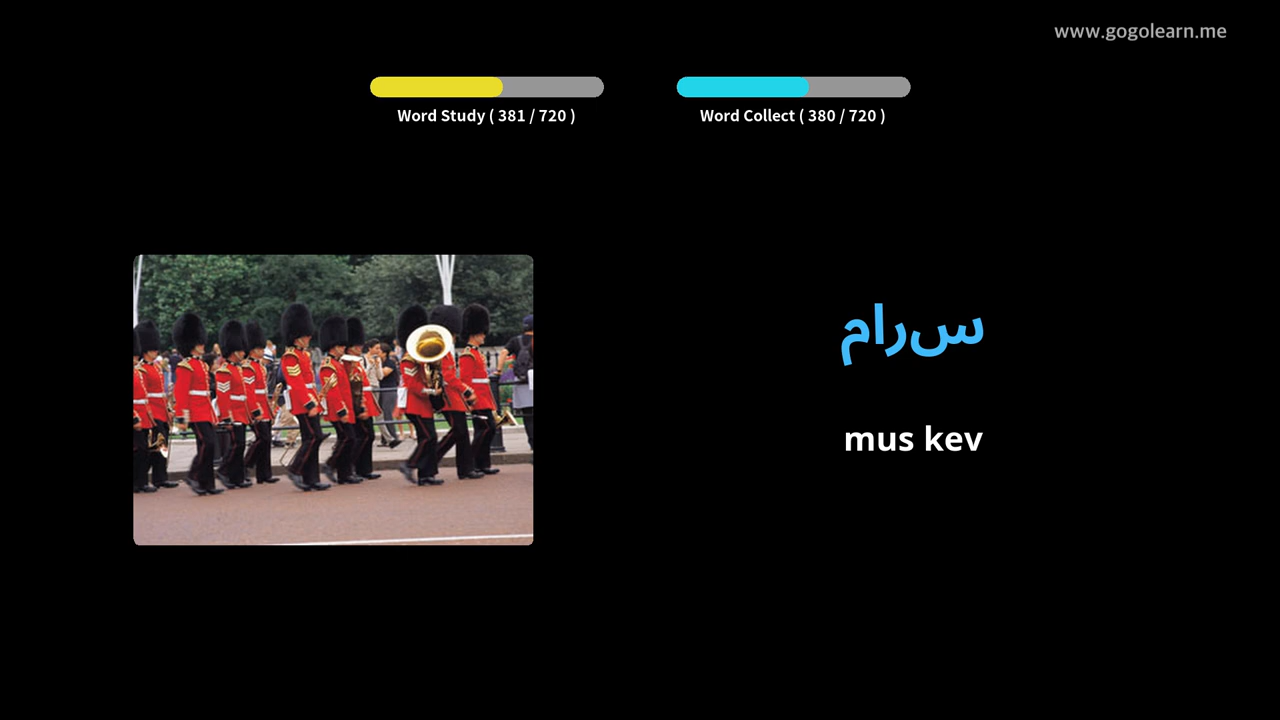 www.gogolearn.me
Word Study ( 381 / 720 )
Word Collect ( 380 / 720 )
س‌رام
mus kev